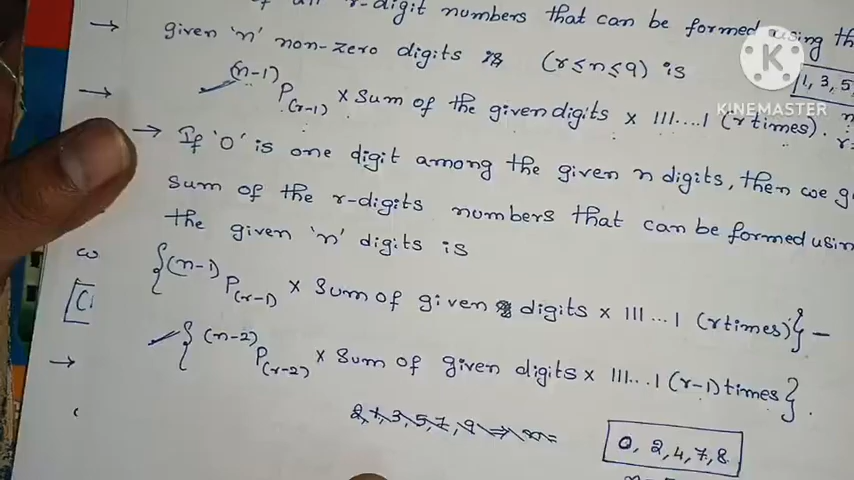 r-digit numbers that can be formed using the
given 'n' non-zero digits is (r≤n≤9) is
1, 3, 5,
(n-1)P(r-1) × Sum of the given digits × 111....1 (r times).
KINEMASTER
→ If '0' is one digit among the given n digits, then we g
Sum of the r-digits numbers that can be formed usin
the given 'n' digits is
{(n-1)P(r-1) × Sum of given digits × 111...1 (r times)} –
{(n-2)P(r-2) × Sum of given digits × 111...1 (r-1) times}.
0, 2, 4, 7, 8